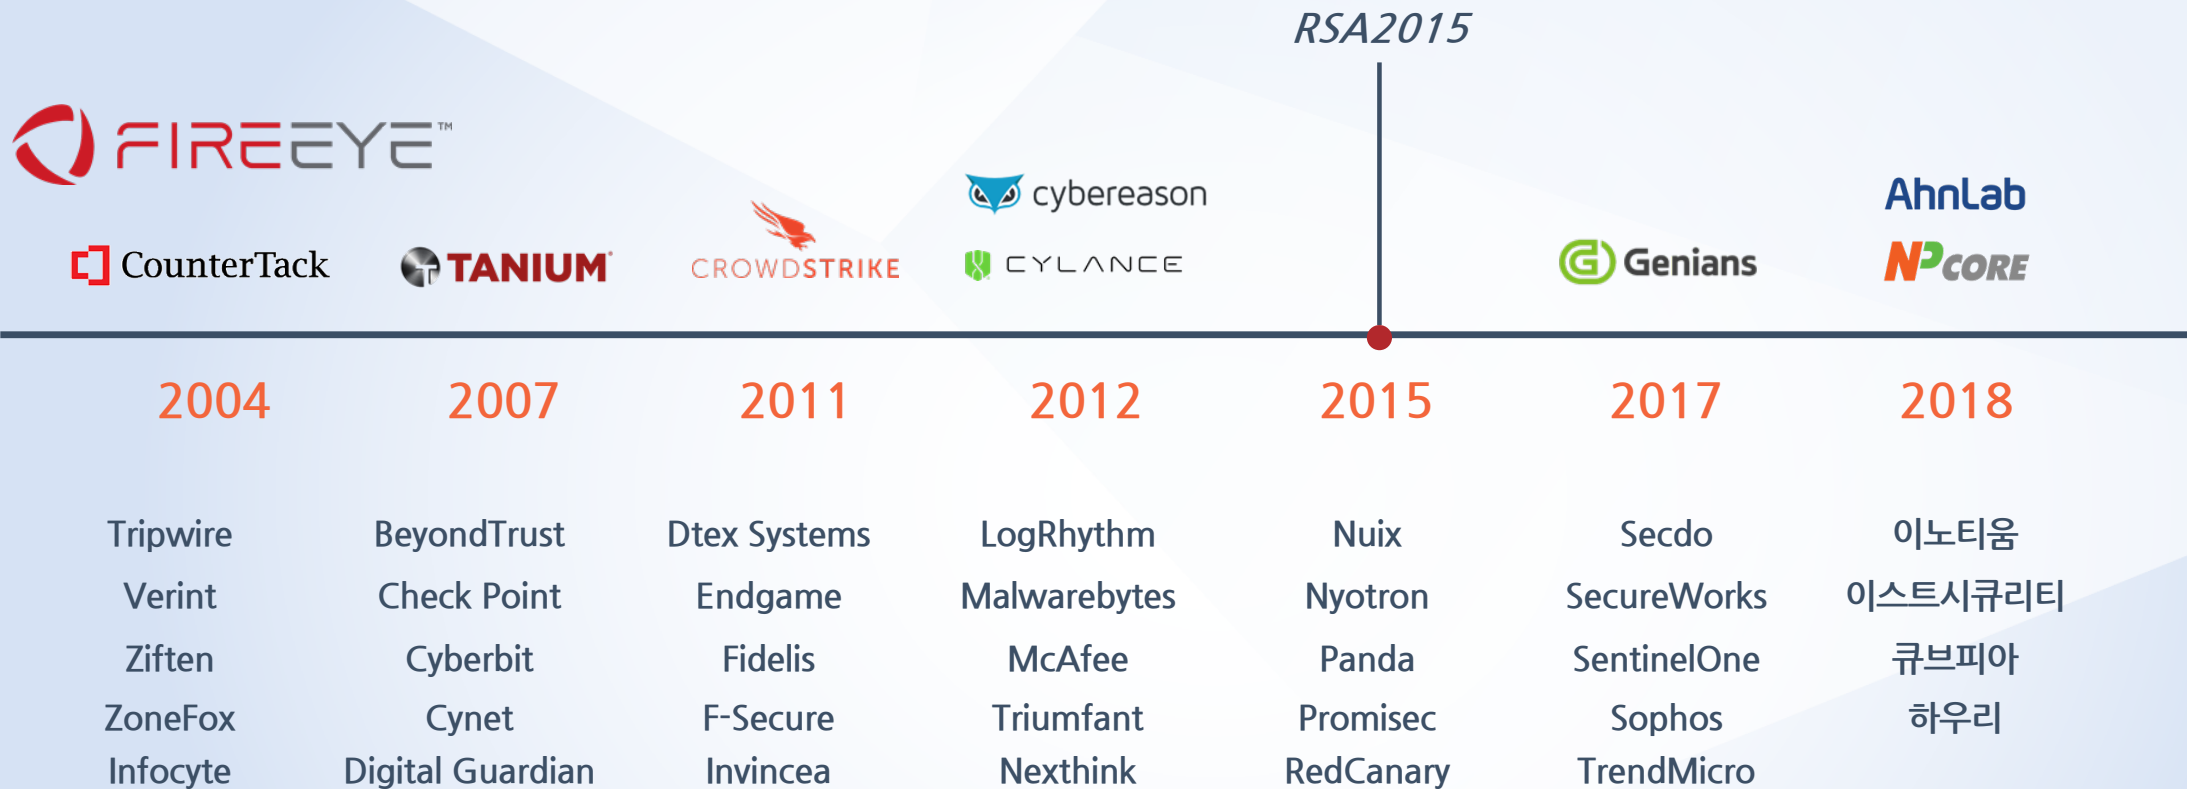 RSA2015
FIREEYE™
cybereason
AhnLab
CounterTack
TANIUM
CROWDSTRIKE
CYLANCE
Genians
NPCORE
2004 2007 2011 2012 2015 2017 2018
Tripwire BeyondTrust Dtex Systems LogRhythm Nuix Secdo 이노티움
Verint Check Point Endgame Malwarebytes Nyotron SecureWorks 이스트시큐리티
Ziften Cyberbit Fidelis McAfee Panda SentinelOne 큐브피아
ZoneFox Cynet F-Secure Triumfant Promisec Sophos 하우리
Infocyte Digital Guardian Invincea Nexthink RedCanary TrendMicro